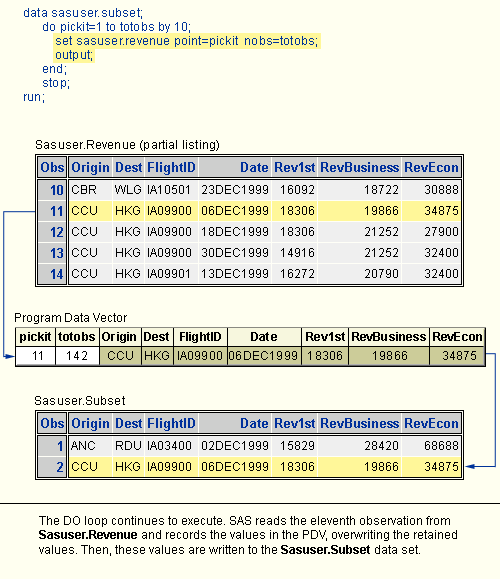 data sasuser.subset;
do pickit=1 to totobs by 10;
set sasuser.revenue point=pickit nobs=totobs;
output;
end;
stop;
run;
Sasuser.Revenue (partial listing)
Obs Origin Dest FlightID Date Rev1st RevBusiness RevEcon
10 CBR WLG IA10501 23DEC1999 16092 18722 30888
11 CCU HKG IA09900 06DEC1999 18306 19866 34875
12 CCU HKG IA09900 18DEC1999 18306 21252 27900
13 CCU HKG IA09900 30DEC1999 14916 21252 32400
14 CCU HKG IA09901 13DEC1999 16272 20790 32400
Program Data Vector
pickit totobs Origin Dest FlightID Date Rev1st RevBusiness RevEcon
11 142 CCU HKG IA09900 06DEC1999 18306 19866 34875
Sasuser.Subset
Obs Origin Dest FlightID Date Rev1st RevBusiness RevEcon
1 ANC RDU IA03400 02DEC1999 15829 28420 68688
2 CCU HKG IA09900 06DEC1999 18306 19866 34875
The DO loop continues to execute. SAS reads the eleventh observation from
Sasuser.Revenue and records the values in the PDV, overwriting the retained
values. Then, these values are written to the Sasuser.Subset data set.